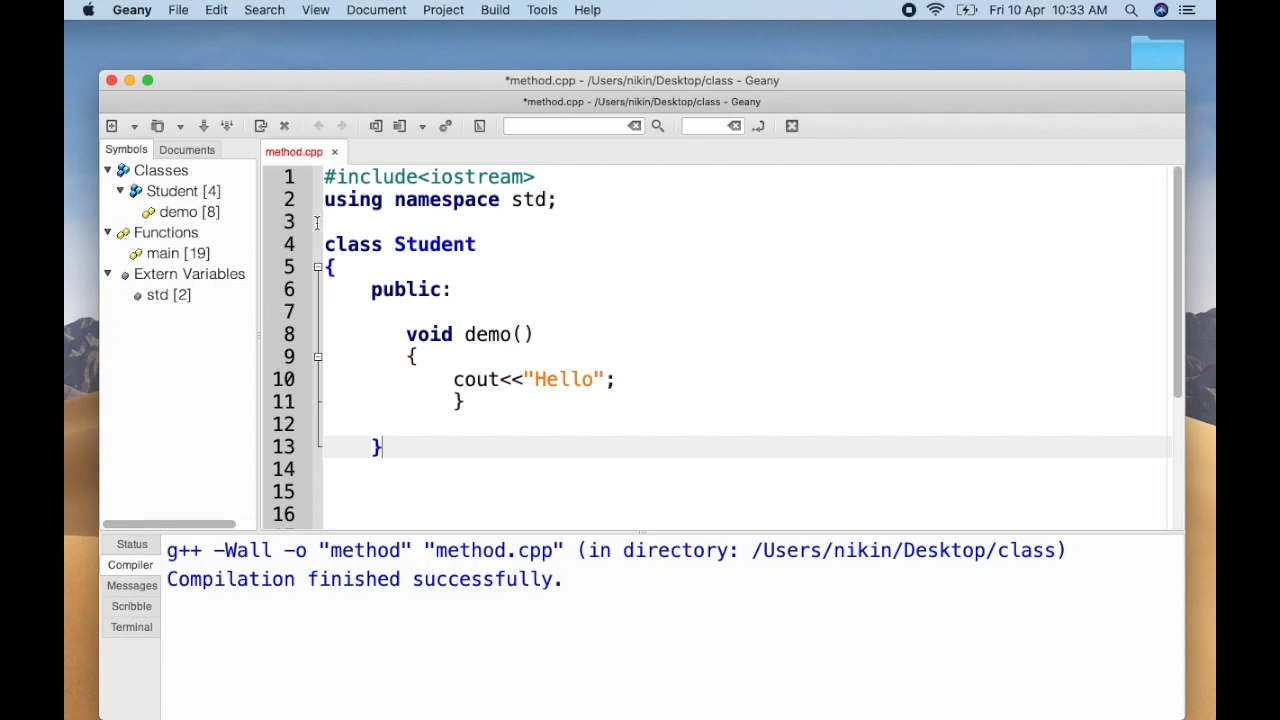 Geany File Edit Search View Document Project Build Tools Help Fri 10 Apr 10:33 AM
*method.cpp - /Users/nikin/Desktop/class - Geany
*method.cpp - /Users/nikin/Desktop/class - Geany
Symbols Documents
method.cpp ×
Classes
Student [4]
demo [8]
Functions
main [19]
Extern Variables
std [2]
1 #include<iostream>
2 using namespace std;
3
4 class Student
5 {
6 public:
7
8 void demo()
9 {
10 cout<<"Hello";
11 }
12
13 }
14
15
16
Status
Compiler
Messages
Scribble
Terminal
g++ -Wall -o "method" "method.cpp" (in directory: /Users/nikin/Desktop/class)
Compilation finished successfully.